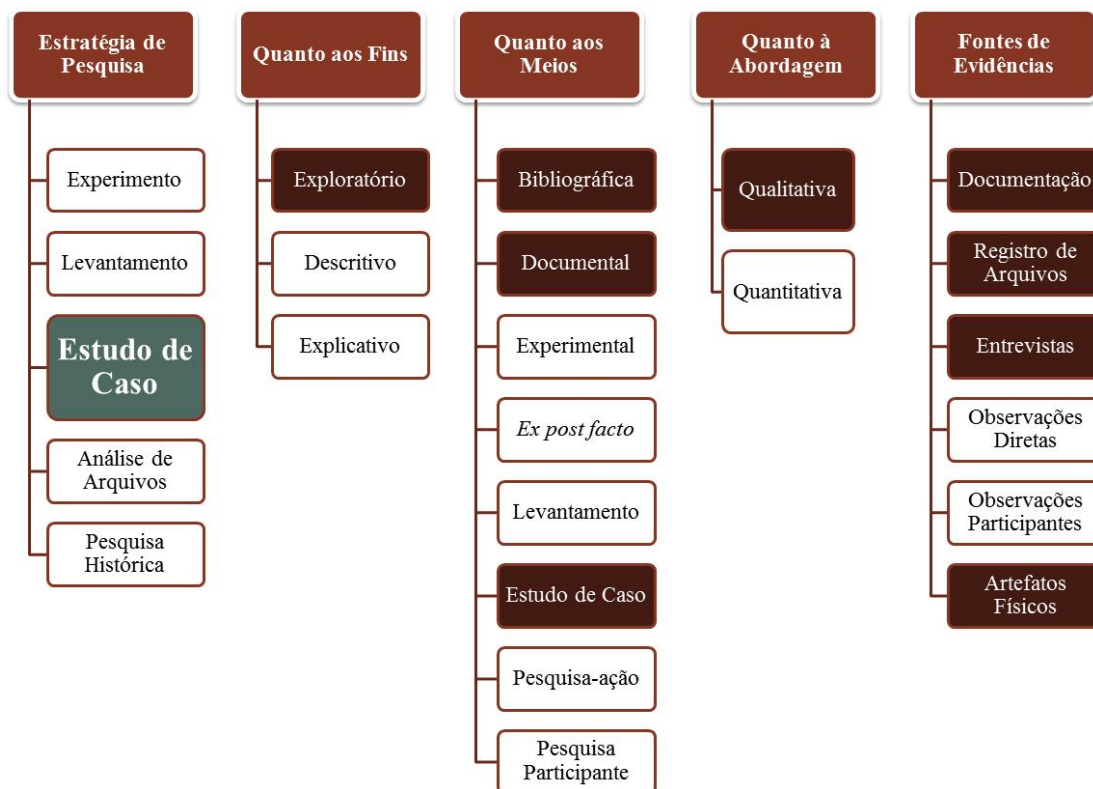 Estratégia de
Pesquisa
Experimento
Levantamento
Estudo de
Caso
Análise de
Arquivos
Pesquisa
Histórica
Quanto aos Fins
Exploratório
Descritivo
Explicativo
Quanto aos
Meios
Bibliográfica
Documental
Experimental
Ex post facto
Levantamento
Estudo de Caso
Pesquisa-ação
Pesquisa
Participante
Quanto à
Abordagem
Qualitativa
Quantitativa
Fontes de
Evidências
Documentação
Registro de
Arquivos
Entrevistas
Observações
Diretas
Observações
Participantes
Artefatos
Físicos